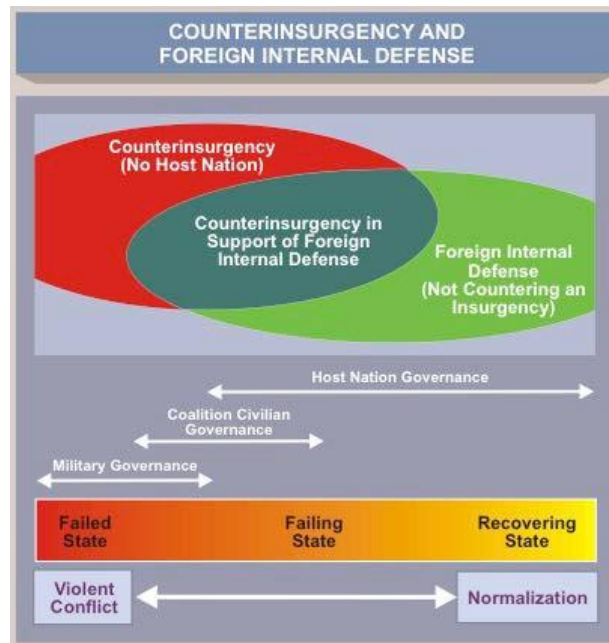 COUNTERINSURGENCY AND
FOREIGN INTERNAL DEFENSE
Counterinsurgency
(No Host Nation)
Counterinsurgency in
Support of Foreign
Internal Defense
Foreign Internal
Defense
(Not Countering an
Insurgency)
Host Nation Governance
Coalition Civilian
Governance
Military Governance
Failed
State
Failing
State
Recovering
State
Violent
Conflict
Normalization